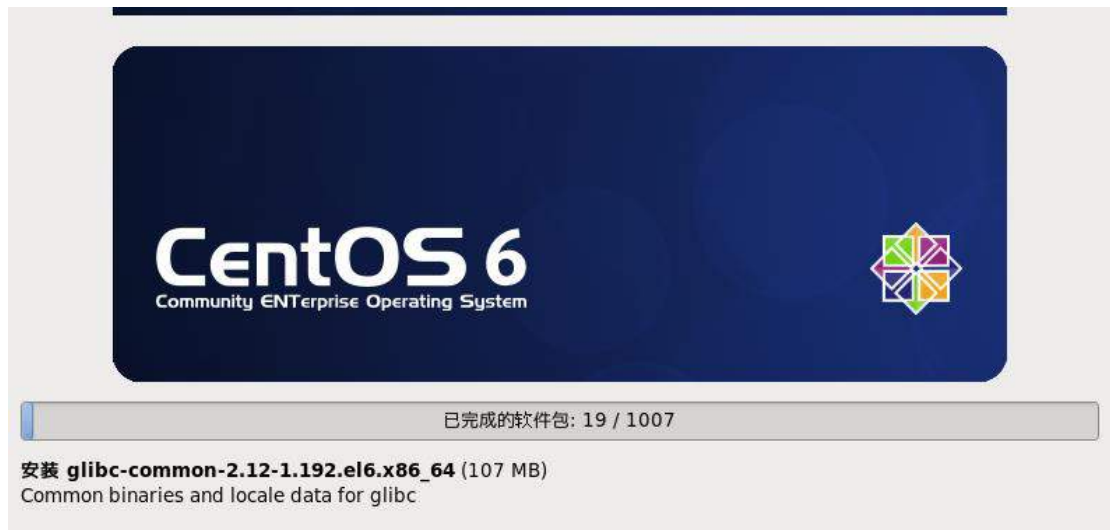 CentOS 6
Community ENTerprise Operating System
已完成的软件包: 19 / 1007
安装 glibc-common-2.12-1.192.el6.x86_64 (107 MB)
Common binaries and locale data for glibc